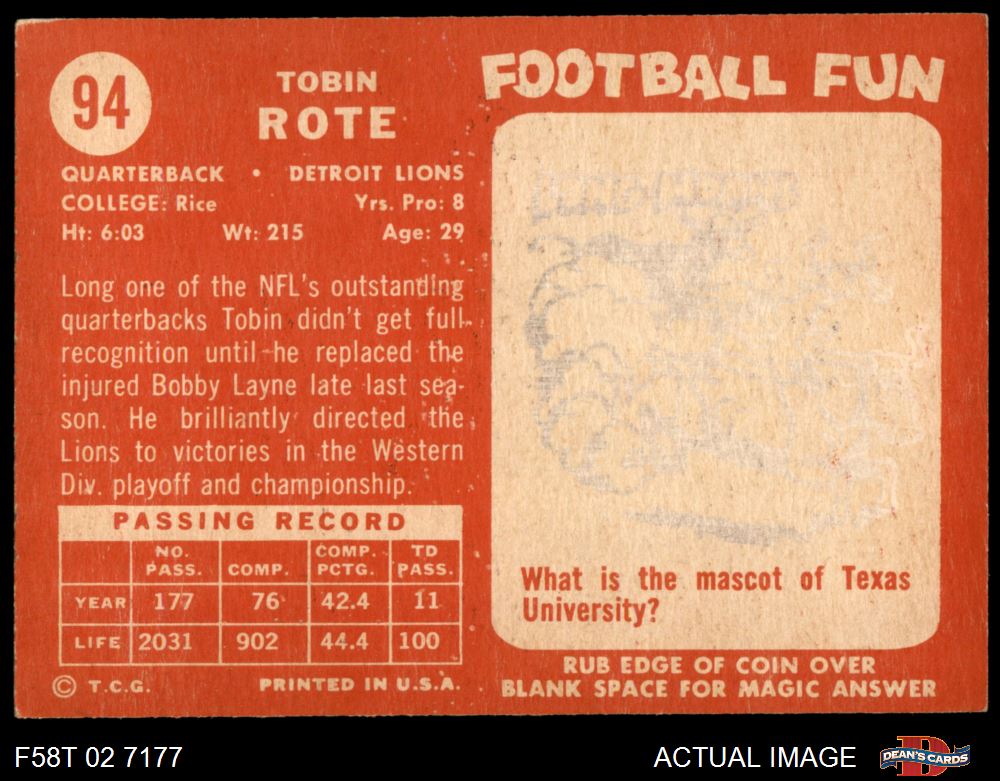 94
TOBIN
ROTE
QUARTERBACK • DETROIT LIONS
COLLEGE: Rice Yrs. Pro: 8
Ht: 6:03 Wt: 215 Age: 29
Long one of the NFL's outstanding
quarterbacks Tobin didn't get full
recognition until he replaced the
injured Bobby Layne late last sea-
son. He brilliantly directed the
Lions to victories in the Western
Div. playoff and championship.
PASSING RECORD
NO. PASS. COMP. COMP. PCTG. TD PASS.
YEAR 177 76 42.4 11
LIFE 2031 902 44.4 100
© T.C.G. PRINTED IN U.S.A.
FOOTBALL FUN
What is the mascot of Texas
University?
RUB EDGE OF COIN OVER
BLANK SPACE FOR MAGIC ANSWER
F58T 02 7177
ACTUAL IMAGE
DEAN'S CARDS